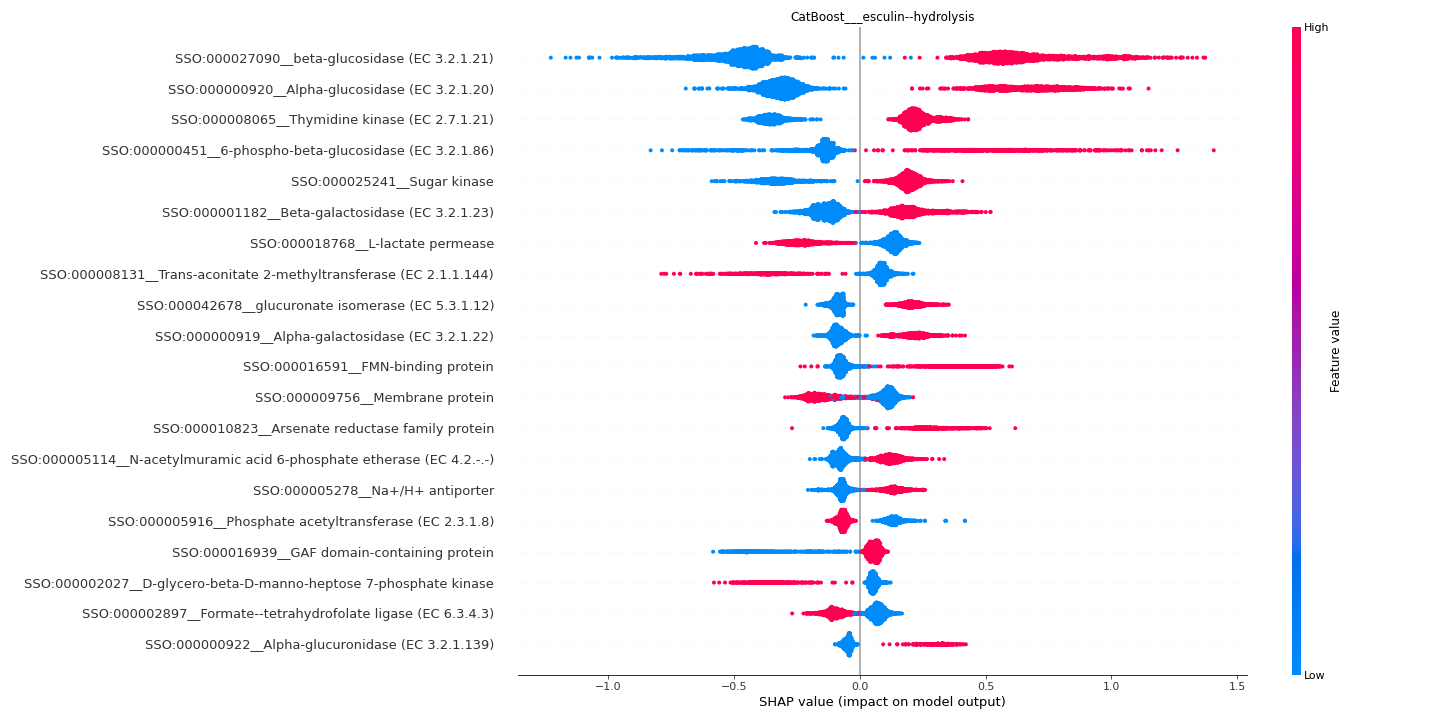 CatBoost___esculin--hydrolysis
SSO:000027090__beta-glucosidase (EC 3.2.1.21)
SSO:000000920__Alpha-glucosidase (EC 3.2.1.20)
SSO:000008065__Thymidine kinase (EC 2.7.1.21)
SSO:000000451__6-phospho-beta-glucosidase (EC 3.2.1.86)
SSO:000025241__Sugar kinase
SSO:000001182__Beta-galactosidase (EC 3.2.1.23)
SSO:000018768__L-lactate permease
SSO:000008131__Trans-aconitate 2-methyltransferase (EC 2.1.1.144)
SSO:000042678__glucuronate isomerase (EC 5.3.1.12)
SSO:000000919__Alpha-galactosidase (EC 3.2.1.22)
SSO:000016591__FMN-binding protein
SSO:000009756__Membrane protein
SSO:000010823__Arsenate reductase family protein
SSO:000005114__N-acetylmuramic acid 6-phosphate etherase (EC 4.2.-.-)
SSO:000005278__Na+/H+ antiporter
SSO:000005916__Phosphate acetyltransferase (EC 2.3.1.8)
SSO:000016939__GAF domain-containing protein
SSO:000002027__D-glycero-beta-D-manno-heptose 7-phosphate kinase
SSO:000002897__Formate--tetrahydrofolate ligase (EC 6.3.4.3)
SSO:000000922__Alpha-glucuronidase (EC 3.2.1.139)
−1.0 −0.5 0.0 0.5 1.0 1.5
SHAP value (impact on model output)
High
Feature value
Low